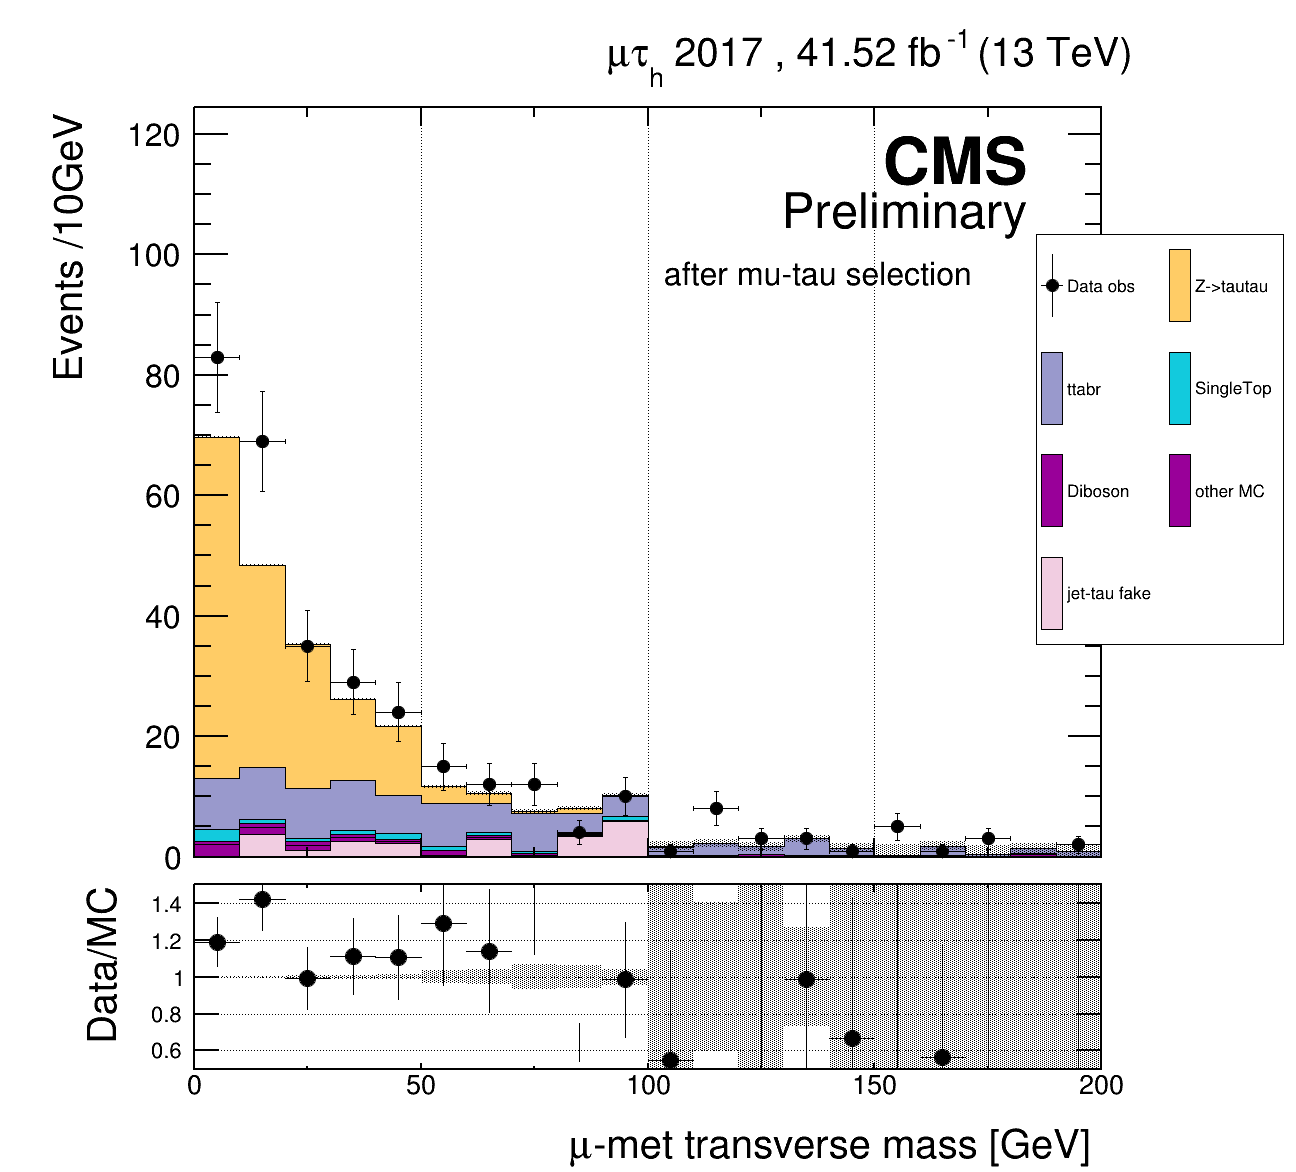 μτh 2017 , 41.52 fb-1 (13 TeV)
Events /10GeV
120
100
80
60
40
20
0
CMS
Preliminary
after mu-tau selection
Data obs
Z->tautau
ttabr
SingleTop
Diboson
other MC
jet-tau fake
Data/MC
1.4
1.2
1
0.8
0.6
0 50 100 150 200
μ-met transverse mass [GeV]